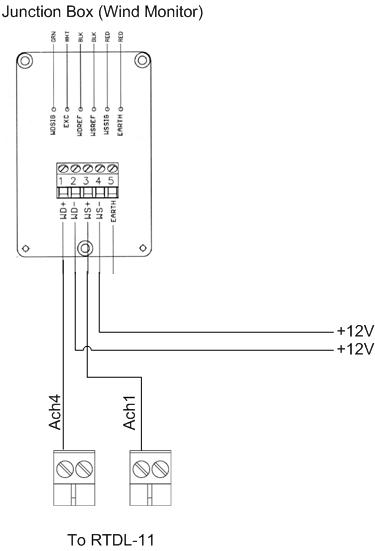 Junction Box (Wind Monitor)
GRN WHT BLK BLK RED RED
WDSIG EXC WDREF WSREF WSSIG EARTH
1 2 3 4 5
WD+ WD- WS+ WS- EARTH
+12V
+12V
Ach4 Ach1
To RTDL-11